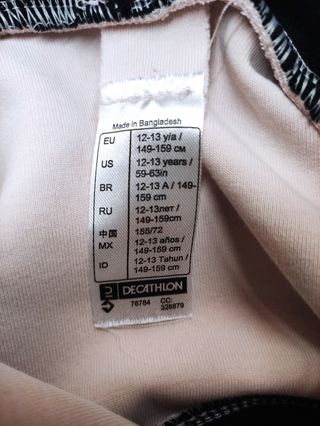 Made in Bangladesh
EU 12-13 y/a /
149-159 см
US 12-13 years /
59-63in
BR 12-13 A / 149-
159 cm
RU 12-13лет /
149-159cm
中国 155/72
MX 12-13 años /
149-159 cm
ID 12-13 Tahun /
149-159 cm
DECATHLON
76784 CC:
326879